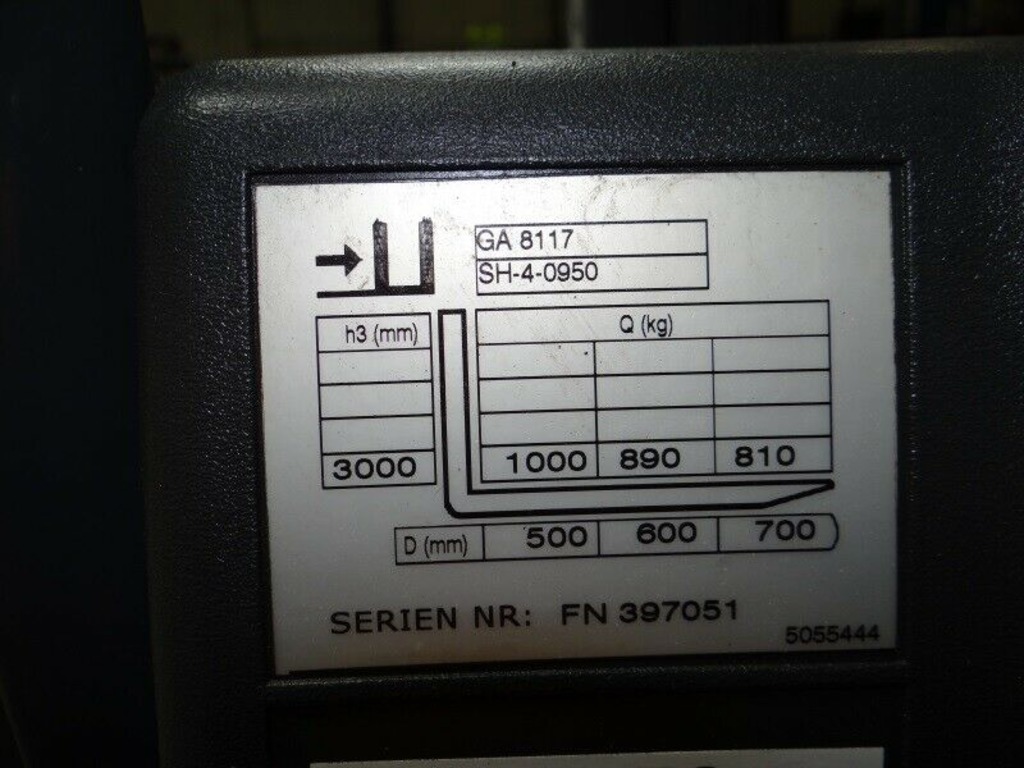 GA 8117
SH-4-0950
h3 (mm)
Q (kg)
3000 1000 890 810
D (mm) 500 600 700
SERIEN NR: FN 397051
5055444